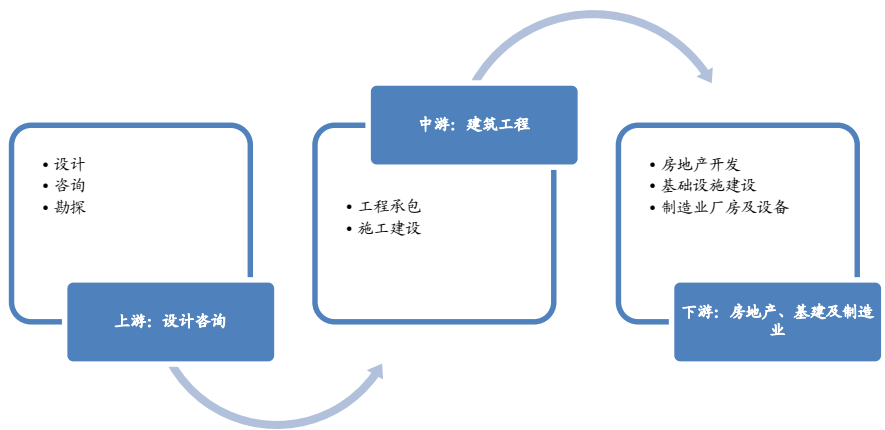 • 设计
• 咨询
• 勘探
上游：设计咨询
中游：建筑工程
• 工程承包
• 施工建设
• 房地产开发
• 基础设施建设
• 制造业厂房及设备
下游：房地产、基建及制造
业